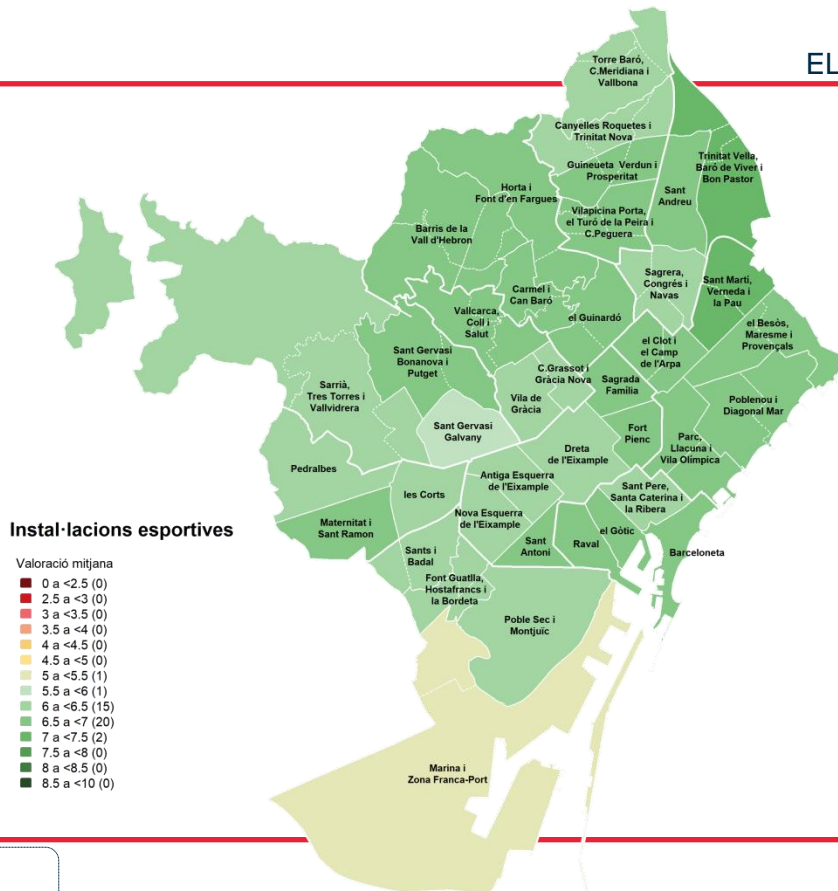 EL
Torre Baró,
C.Meridiana i
Vallbona
Canyelles Roquetes i
Trinitat Nova
Guineueta Verdun i
Prosperitat
Trinitat Vella,
Baró de Viver i
Bon Pastor
Sant
Andreu
Horta i
Font d'en Fargues
Vilapicina Porta,
el Turó de la Peira i
C.Peguera
Barris de la
Vall d'Hebron
Sagrera,
Congrés i
Navas
Sant Martí,
Verneda i
la Pau
Carmel i
Can Baró
Vallcarca,
Coll i
Salut
el Guinardó
el Besòs,
Maresme i
Provençals
el Clot i
el Camp
de l'Arpa
Sant Gervasi
Bonanova i
Putget
C.Grassot i
Gràcia Nova
Sagrada
Família
Sarrià,
Tres Torres i
Vallvidrera
Vila de
Gràcia
Poblenou i
Diagonal Mar
Sant Gervasi
Galvany
Fort
Pienc
Parc,
Llacuna i
Vila Olímpica
Dreta
de l'Eixample
Pedralbes
Antiga Esquerra
de l'Eixample
Sant Pere,
Santa Caterina i
la Ribera
les Corts
Nova Esquerra
de l'Eixample
Maternitat i
Sant Ramon
el Gòtic
Sant
Antoni
Raval
Barceloneta
Sants i
Badal
Font Guatlla,
Hostafrancs i
la Bordeta
Poble Sec i
Montjuïc
Marina i
Zona Franca-Port
Instal·lacions esportives
Valoració mitjana
0 a <2.5 (0)
2.5 a <3 (0)
3 a <3.5 (0)
3.5 a <4 (0)
4 a <4.5 (0)
4.5 a <5 (0)
5 a <5.5 (1)
5.5 a <6 (1)
6 a <6.5 (15)
6.5 a <7 (20)
7 a <7.5 (2)
7.5 a <8 (0)
8 a <8.5 (0)
8.5 a <10 (0)